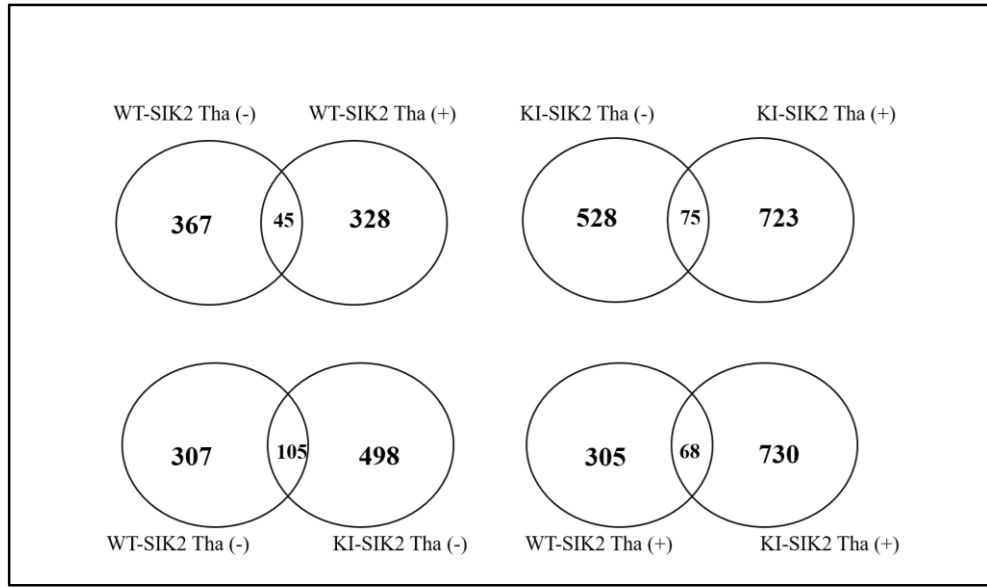 WT-SIK2 Tha (-) WT-SIK2 Tha (+) KI-SIK2 Tha (-) KI-SIK2 Tha (+)
367 45 328 528 75 723
307 105 498 305 68 730
WT-SIK2 Tha (-) KI-SIK2 Tha (-) WT-SIK2 Tha (+) KI-SIK2 Tha (+)